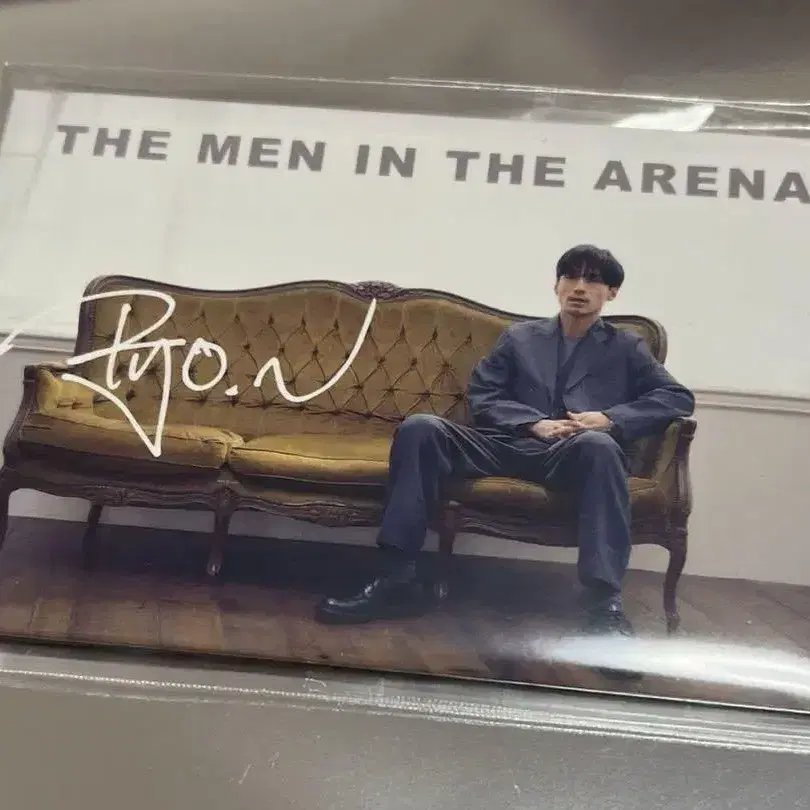 THE MEN IN THE ARENA
Ryo.N